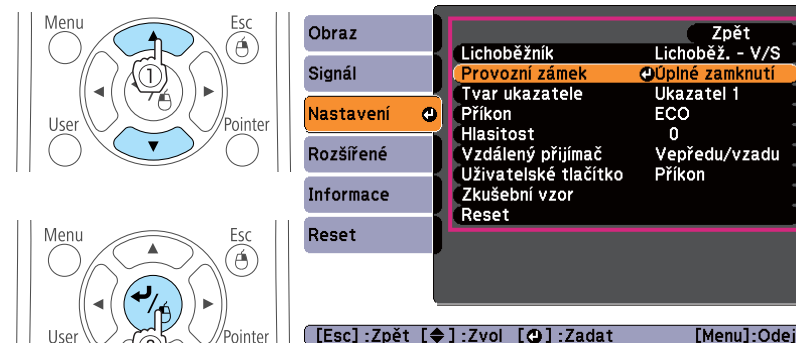 Menu
Esc
①
User
Pointer
Menu
Esc
User
Pointer
Obraz
Signál
Nastavení
Rozšířené
Informace
Reset
Zpět
Lichoběžník Lichoběž. - V/S
Provozní zámek Úplné zamknutí
Tvar ukazatele Ukazatel 1
Příkon ECO
Hlasitost 0
Vzdálený přijímač Vepředu/vzadu
Uživatelské tlačítko Příkon
Zkušební vzor
Reset
[Esc] :Zpět [◆] :Zvol [↵] :Zadat [Menu]:Odej